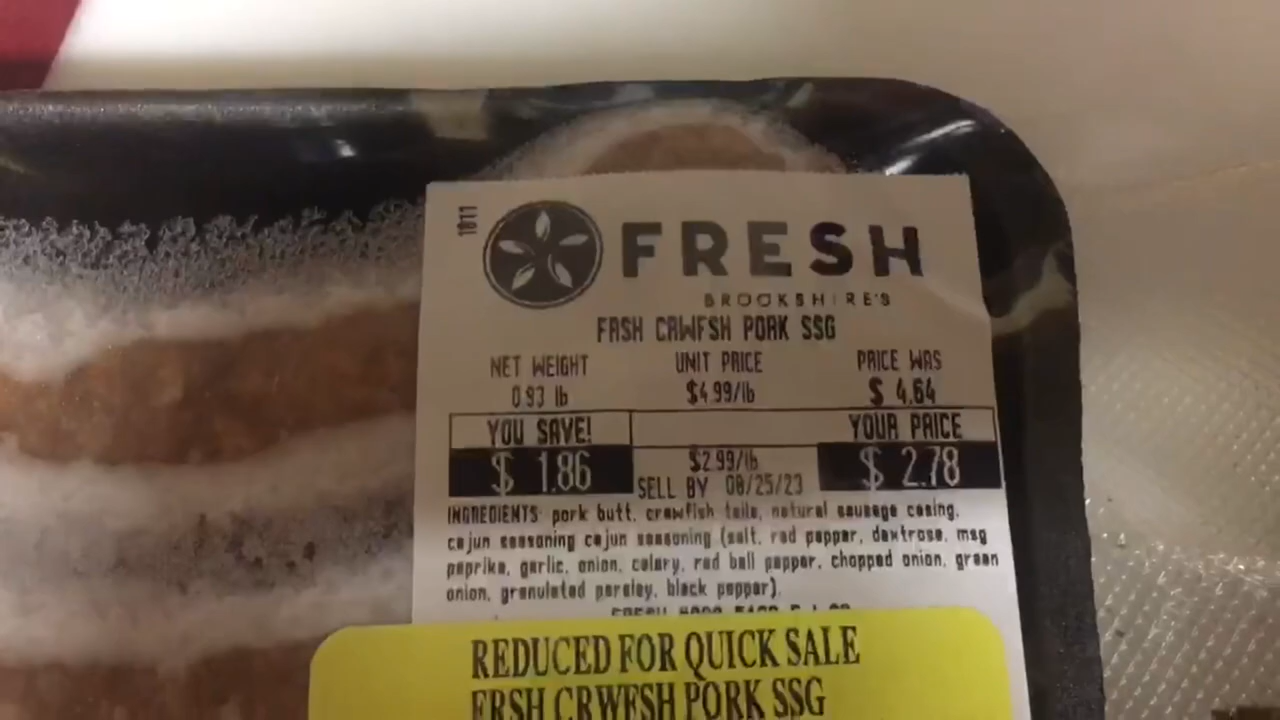 1811
FRESH
BROOKSHIRE'S
FRSH CRWFSH PORK SSG
NET WEIGHT UNIT PRICE PRICE WAS
0.93 lb $4.99/lb $ 4.64
YOU SAVE! YOUR PRICE
$ 1.86 $2.99/lb $ 2.78
SELL BY 08/25/23
INGREDIENTS: pork butt, crawfish tails, natural sausage casing,
cajun seasoning cajun seasoning (salt, red pepper, dextrose, msg
paprika, garlic, onion, celery, red bell pepper, chopped onion, green
onion, granulated parsley, black pepper).
FRESH
REDUCED FOR QUICK SALE
FRSH CRWFSH PORK SSG